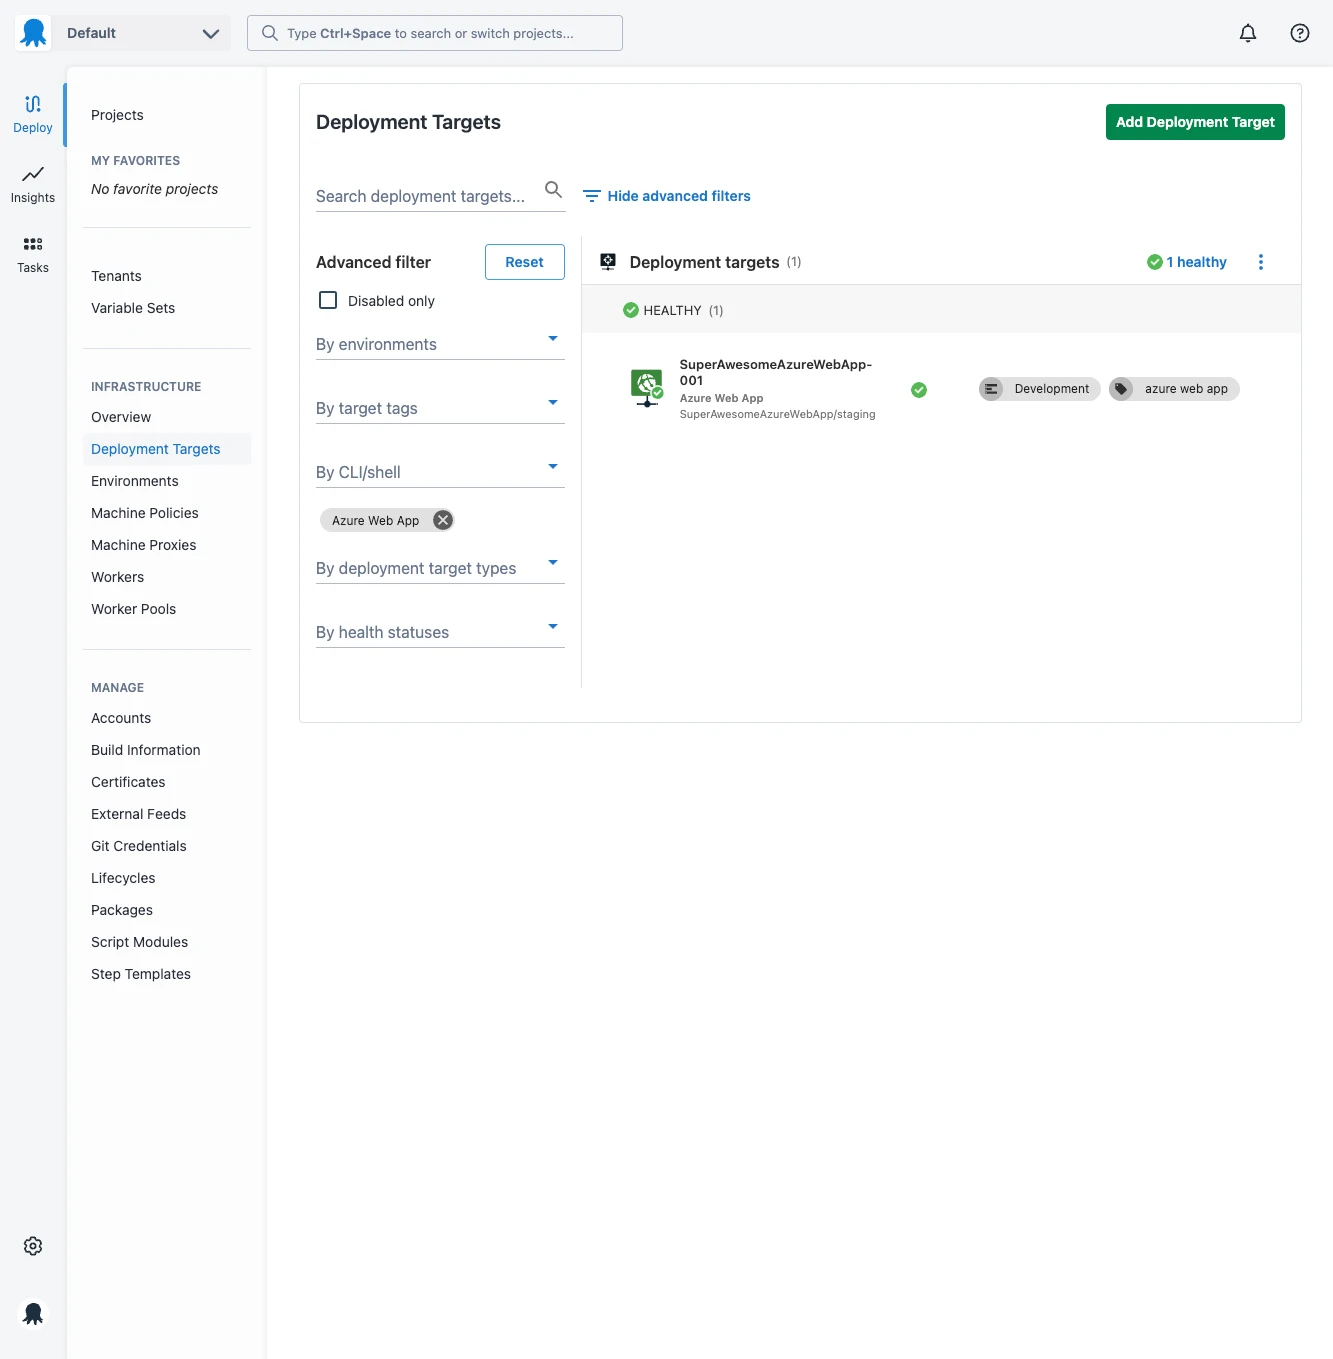 Default
Type Ctrl+Space to search or switch projects...
Deploy
Insights
Tasks
Projects
MY FAVORITES
No favorite projects
Tenants
Variable Sets
INFRASTRUCTURE
Overview
Deployment Targets
Environments
Machine Policies
Machine Proxies
Workers
Worker Pools
MANAGE
Accounts
Build Information
Certificates
External Feeds
Git Credentials
Lifecycles
Packages
Script Modules
Step Templates
Deployment Targets
Add Deployment Target
Search deployment targets...
Hide advanced filters
Advanced filter
Reset
Disabled only
By environments
By target tags
By CLI/shell
Azure Web App
By deployment target types
By health statuses
Deployment targets (1)
1 healthy
HEALTHY (1)
SuperAwesomeAzureWebApp-
001
Azure Web App
SuperAwesomeAzureWebApp/staging
Development
azure web app